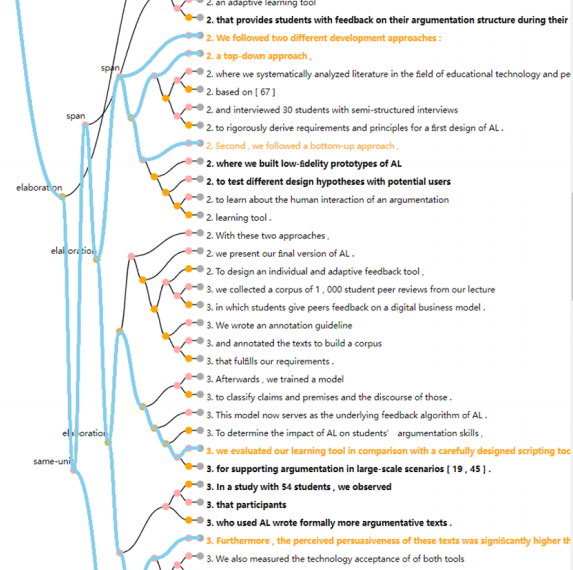 2. an adaptive learning tool
2. that provides students with feedback on their argumentation structure during their
2. We followed two different development approaches :
span
2. a top-down approach ,
2. where we systematically analyzed literature in the field of educational technology and pe
2. based on [ 67 ]
2. and interviewed 30 students with semi-structured interviews
span
2. to rigorously derive requirements and principles for a first design of AL .
2. Second , we followed a bottom-up approach ,
2. where we built low-fidelity prototypes of AL
2. to test different design hypotheses with potential users
elaboration
2. to learn about the human interaction of an argumentation
2. learning tool .
2. With these two approaches ,
elaboration
2. we present our final version of AL .
2. To design an individual and adaptive feedback tool ,
3. we collected a corpus of 1 , 000 student peer reviews from our lecture
3. in which students give peers feedback on a digital business model .
3. We wrote an annotation guideline
3. and annotated the texts to build a corpus
3. that fulfills our requirements .
3. Afterwards , we trained a model
3. to classify claims and premises and the discourse of those .
3. This model now serves as the underlying feedback algorithm of AL .
elaboration
3. To determine the impact of AL on students' argumentation skills ,
3. we evaluated our learning tool in comparison with a carefully designed scripting too
same-uni
3. for supporting argumentation in large-scale scenarios [ 19 , 45 ] .
3. In a study with 54 students , we observed
3. that participants
3. who used AL wrote formally more argumentative texts .
3. Furthermore , the perceived persuasiveness of these texts was significantly higher th
3. We also measured the technology acceptance of of both tools